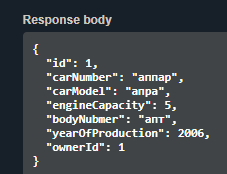 Response body
{
  "id": 1,
  "carNumber": "аппар",
  "carModel": "апра",
  "engineCapacity": 5,
  "bodyNubmer": "апт",
  "yearOfProduction": 2006,
  "ownerId": 1
}